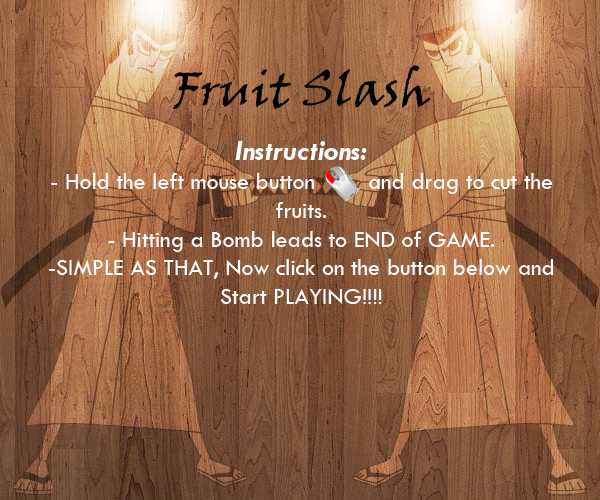 Fruit Slash
Instructions:
- Hold the left mouse button and drag to cut the
fruits.
- Hitting a Bomb leads to END of GAME.
-SIMPLE AS THAT, Now click on the button below and
Start PLAYING!!!!